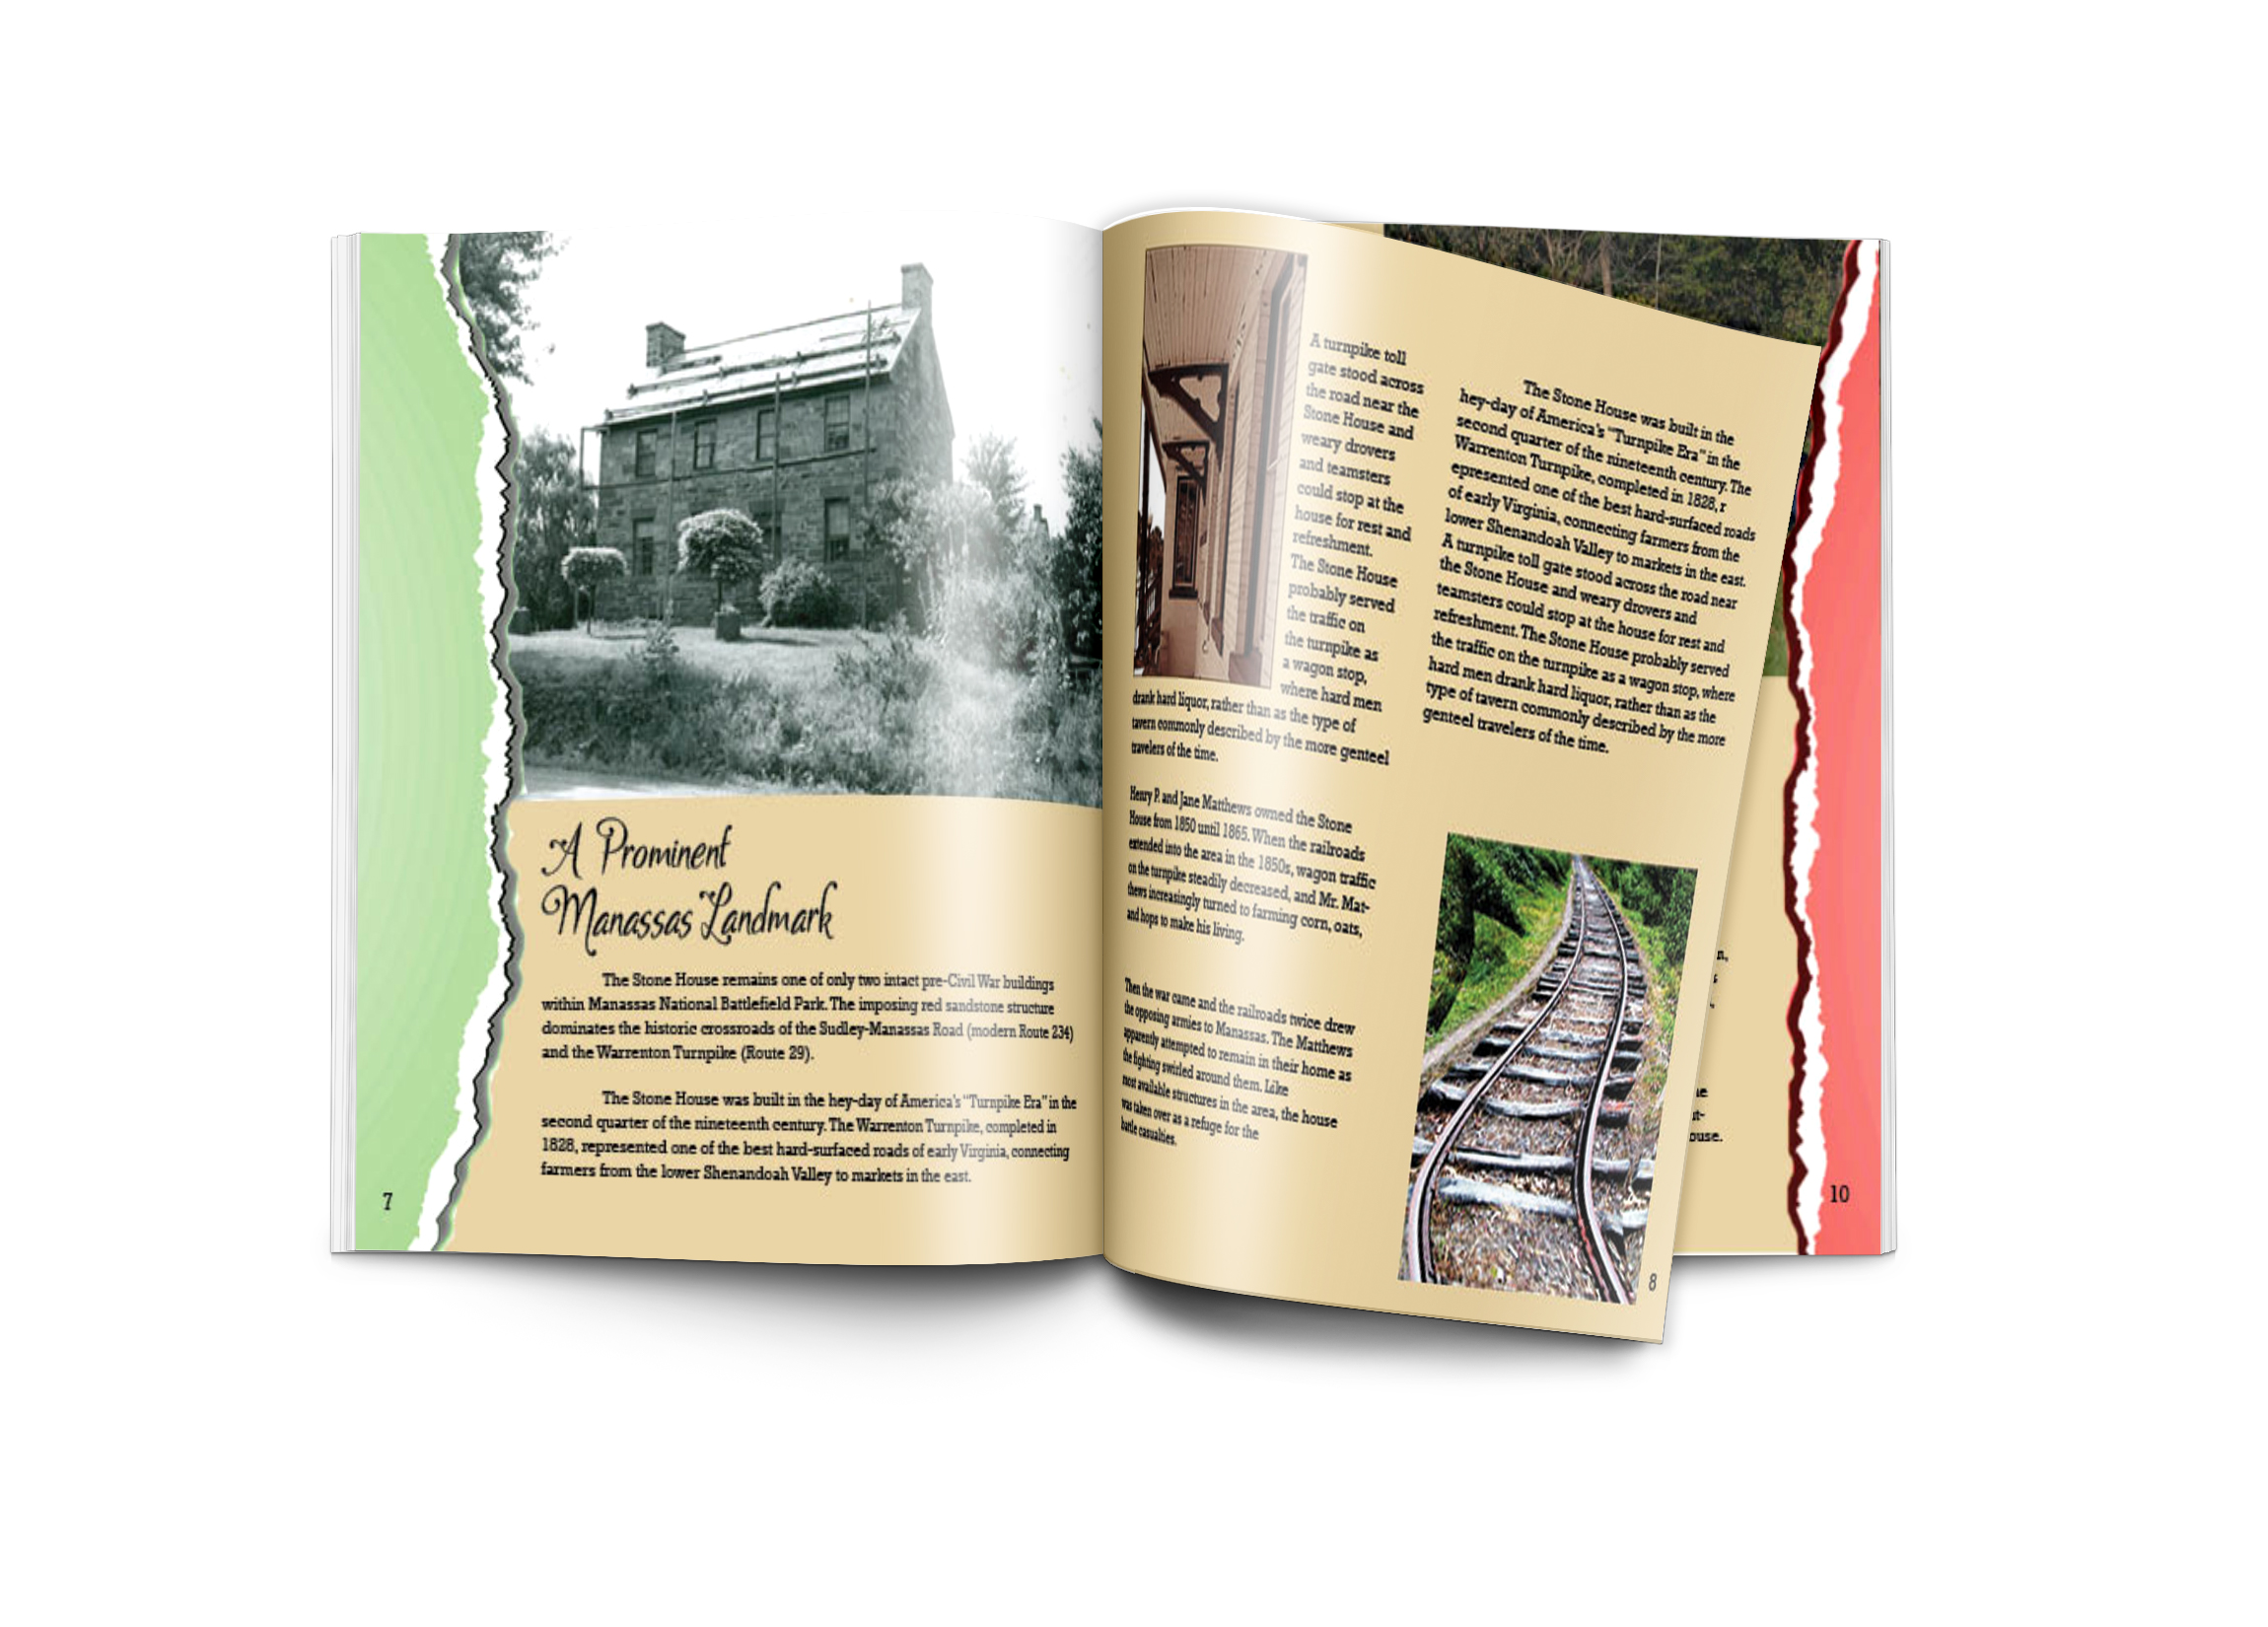 A Prominent
Manassas Landmark
The Stone House remains one of only two intact pre-Civil War buildings
within Manassas National Battlefield Park. The imposing red sandstone structure
dominates the historic crossroads of the Sudley-Manassas Road (modern Route 234)
and the Warrenton Turnpike (Route 29).
The Stone House was built in the hey-day of America's "Turnpike Era" in the
second quarter of the nineteenth century. The Warrenton Turnpike, completed in
1828, represented one of the best hard-surfaced roads of early Virginia, connecting
farmers from the lower Shenandoah Valley to markets in the east.
7
A turnpike toll
gate stood across
the road near the
Stone House and
weary drovers
and teamsters
could stop at the
house for rest and
refreshment.
The Stone House
probably served
the traffic on
the turnpike as
a wagon stop,
where hard men
drank hard liquor, rather than as the type of
tavern commonly described by the more genteel
travelers of the time.
Henry P. and Jane Matthews owned the Stone
House from 1850 until 1865. When the railroads
extended into the area in the 1850s, wagon traffic
on the turnpike steadily decreased, and Mr. Mat-
thews increasingly turned to farming corn, oats,
and hops to make his living.
Then the war came and the railroads twice drew
the opposing armies to Manassas. The Matthews
apparently attempted to remain in their home as
the fighting swirled around them. Like
most available structures in the area, the house
was taken over as a refuge for the
battle casualties.
The Stone House was built in the
hey-day of America's "Turnpike Era" in the
second quarter of the nineteenth century. The
Warrenton Turnpike, completed in 1828, r
epresented one of the best hard-surfaced roads
of early Virginia, connecting farmers from the
lower Shenandoah Valley to markets in the east.
A turnpike toll gate stood across the road near
the Stone House and weary drovers and
teamsters could stop at the house for rest and
refreshment. The Stone House probably served
the traffic on the turnpike as a wagon stop, where
hard men drank hard liquor, rather than as the
type of tavern commonly described by the more
genteel travelers of the time.
8
10